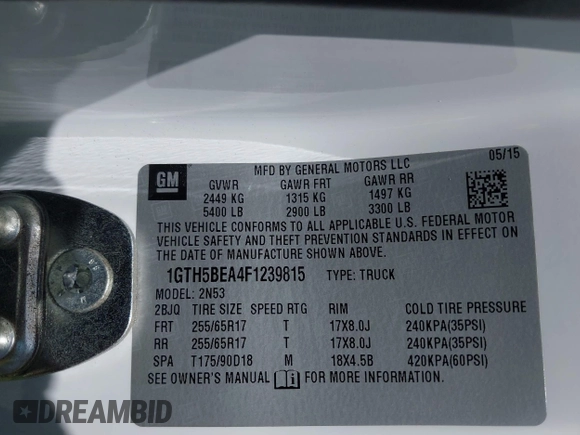 GM
MFD BY GENERAL MOTORS LLC
05/15
GVWR GAWR FRT GAWR RR
2449 KG 1315 KG 1497 KG
5400 LB 2900 LB 3300 LB
THIS VEHICLE CONFORMS TO ALL APPLICABLE U.S. FEDERAL MOTOR
VEHICLE SAFETY AND THEFT PREVENTION STANDARDS IN EFFECT ON
THE DATE OF MANUFACTURE SHOWN ABOVE.
1GTH5BEA4F1239815 TYPE: TRUCK
MODEL: 2N53
2BJQ TIRE SIZE SPEED RTG RIM COLD TIRE PRESSURE
FRT 255/65R17 T 17X8.0J 240KPA(35PSI)
RR 255/65R17 T 17X8.0J 240KPA(35PSI)
SPA T175/90D18 M 18X4.5B 420KPA(60PSI)
SEE OWNER'S MANUAL FOR MORE INFORMATION.
DREAMBID